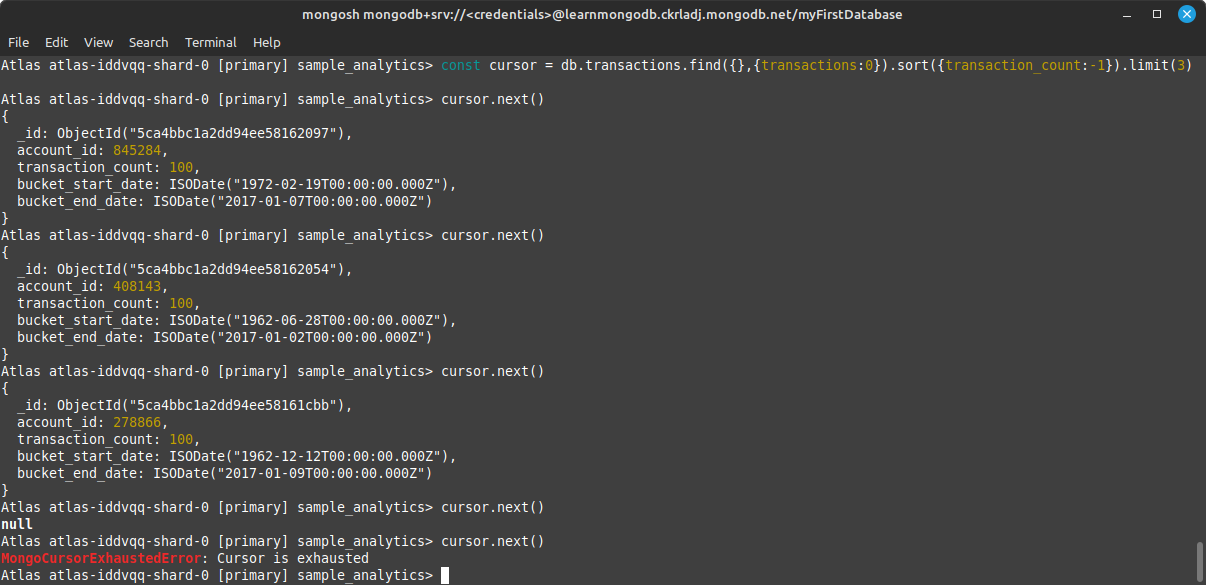 mongosh mongodb+srv://<credentials>@learnmongodb.ckrladj.mongodb.net/myFirstDatabase
File Edit View Search Terminal Help
Atlas atlas-iddvqq-shard-0 [primary] sample_analytics> const cursor = db.transactions.find({},{transactions:0}).sort({transaction_count:-1}).limit(3)
Atlas atlas-iddvqq-shard-0 [primary] sample_analytics> cursor.next()
{
  _id: ObjectId("5ca4bbc1a2dd94ee58162097"),
  account_id: 845284,
  transaction_count: 100,
  bucket_start_date: ISODate("1972-02-19T00:00:00.000Z"),
  bucket_end_date: ISODate("2017-01-07T00:00:00.000Z")
}
Atlas atlas-iddvqq-shard-0 [primary] sample_analytics> cursor.next()
{
  _id: ObjectId("5ca4bbc1a2dd94ee58162054"),
  account_id: 408143,
  transaction_count: 100,
  bucket_start_date: ISODate("1962-06-28T00:00:00.000Z"),
  bucket_end_date: ISODate("2017-01-02T00:00:00.000Z")
}
Atlas atlas-iddvqq-shard-0 [primary] sample_analytics> cursor.next()
{
  _id: ObjectId("5ca4bbc1a2dd94ee58161cbb"),
  account_id: 278866,
  transaction_count: 100,
  bucket_start_date: ISODate("1962-12-12T00:00:00.000Z"),
  bucket_end_date: ISODate("2017-01-09T00:00:00.000Z")
}
Atlas atlas-iddvqq-shard-0 [primary] sample_analytics> cursor.next()
null
Atlas atlas-iddvqq-shard-0 [primary] sample_analytics> cursor.next()
MongoCursorExhaustedError: Cursor is exhausted
Atlas atlas-iddvqq-shard-0 [primary] sample_analytics>